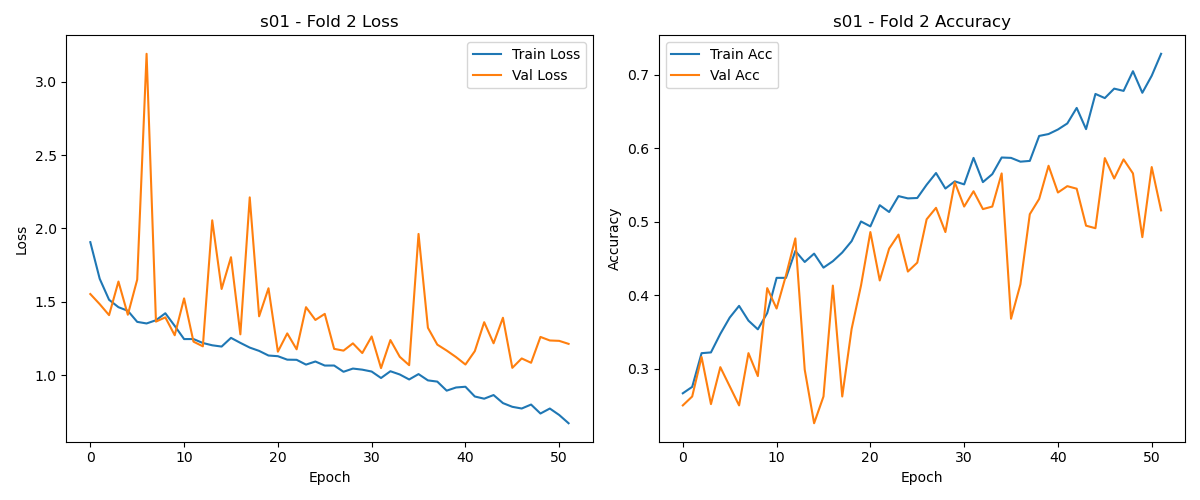 s01 - Fold 2 Loss
Train Loss
Val Loss
3.0
2.5
2.0
1.5
1.0
Loss
0 10 20 30 40 50
Epoch
s01 - Fold 2 Accuracy
Train Acc
Val Acc
0.7
0.6
0.5
0.4
0.3
Accuracy
0 10 20 30 40 50
Epoch